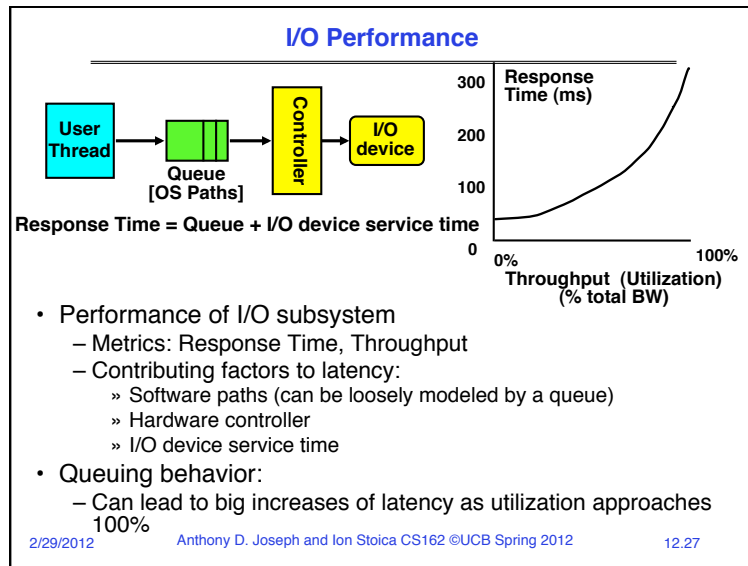 I/O Performance
User
Thread
Queue
[OS Paths]
Controller
I/O
device
Response Time = Queue + I/O device service time
Response
Time (ms)
300
200
100
0
0%
100%
Throughput (Utilization)
(% total BW)
• Performance of I/O subsystem
– Metrics: Response Time, Throughput
– Contributing factors to latency:
» Software paths (can be loosely modeled by a queue)
» Hardware controller
» I/O device service time
• Queuing behavior:
– Can lead to big increases of latency as utilization approaches
100%
2/29/2012
Anthony D. Joseph and Ion Stoica CS162 ©UCB Spring 2012
12.27